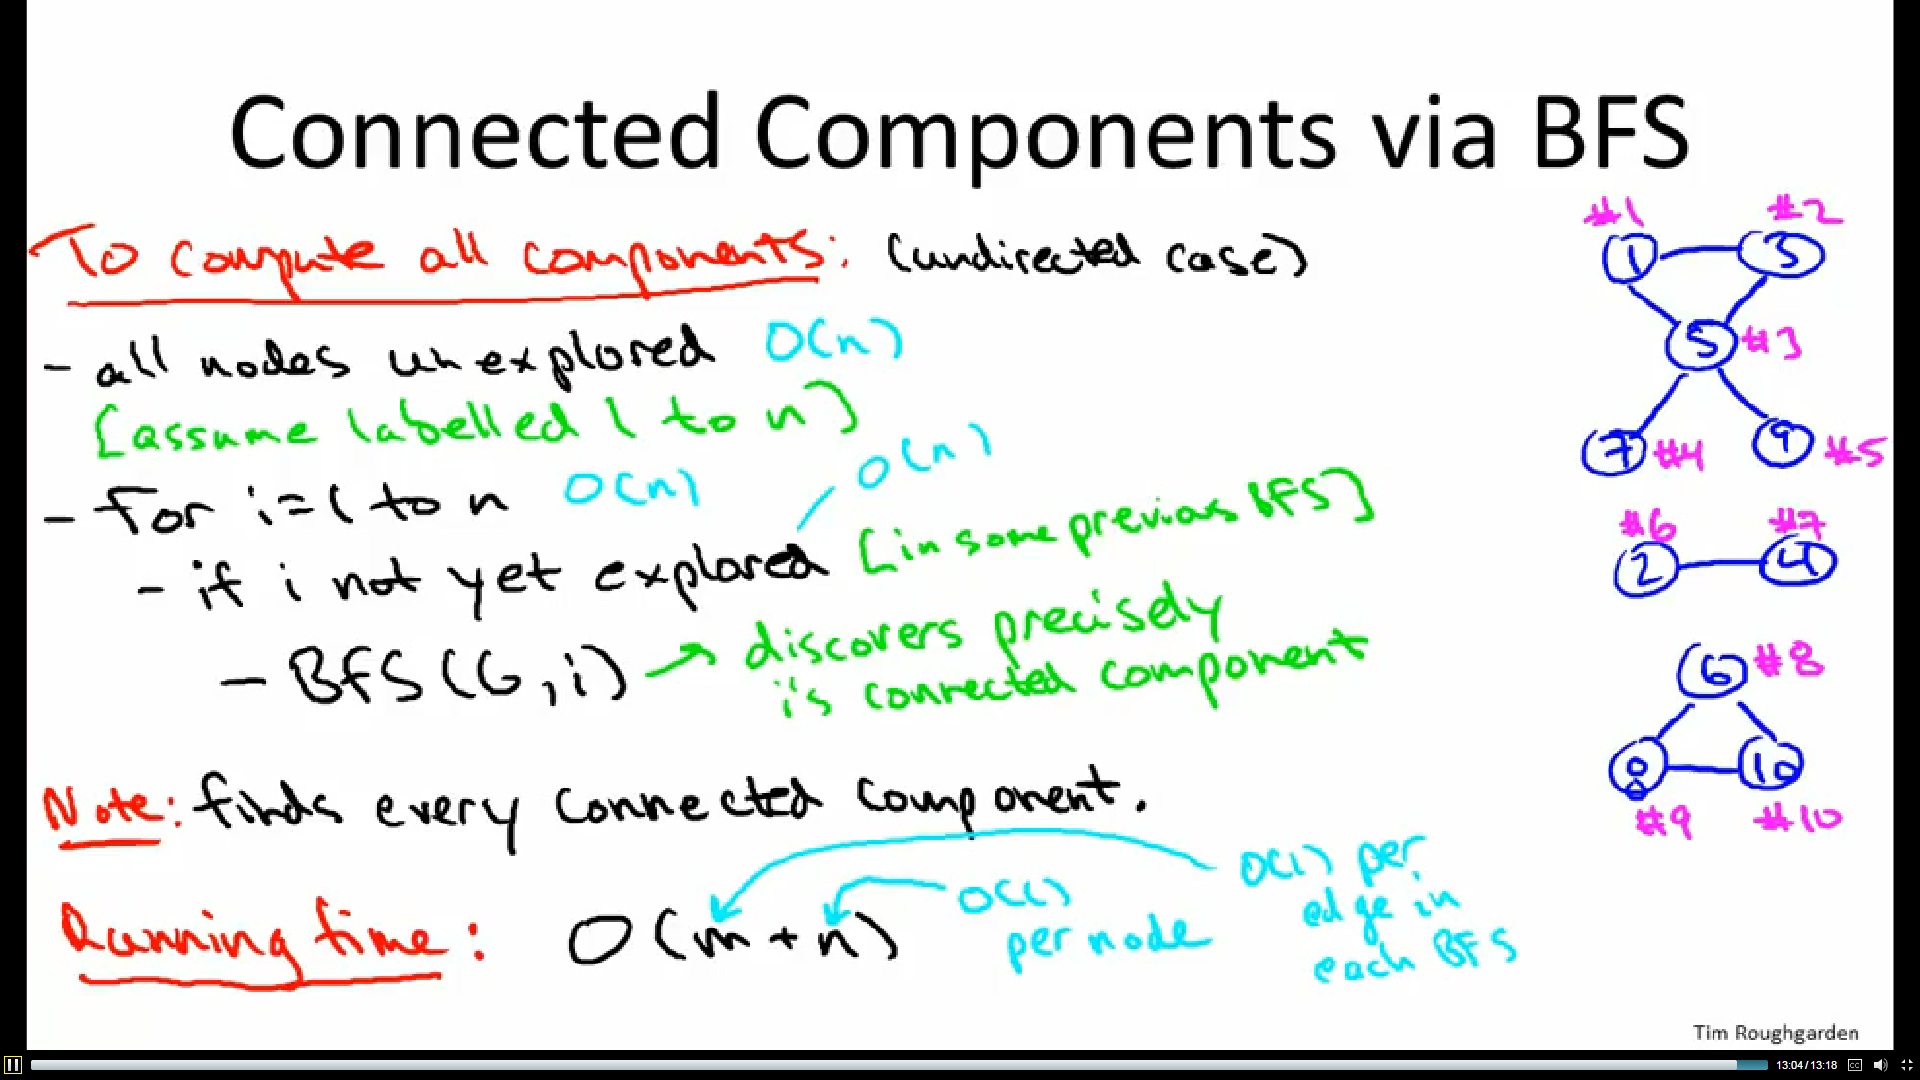 Connected Components via BFS
To compute all components: (undirected case)
- all nodes unexplored O(n)
[assume labelled 1 to n]
- For i=1 to n O(n)
O(n)
- if i not yet explored [in some previous BFS]
- BFS(G,i) → discovers precisely
i's connected component
Note: finds every connected component.
Running time: O(m+n)
O(1)
per node
O(1) per
edge in
each BFS
#1 #2
1 3
5 #3
7 #4 9 #5
#6 #7
2 4
6 #8
8 10
#9 #10
Tim Roughgarden
13:04/13:18 CC